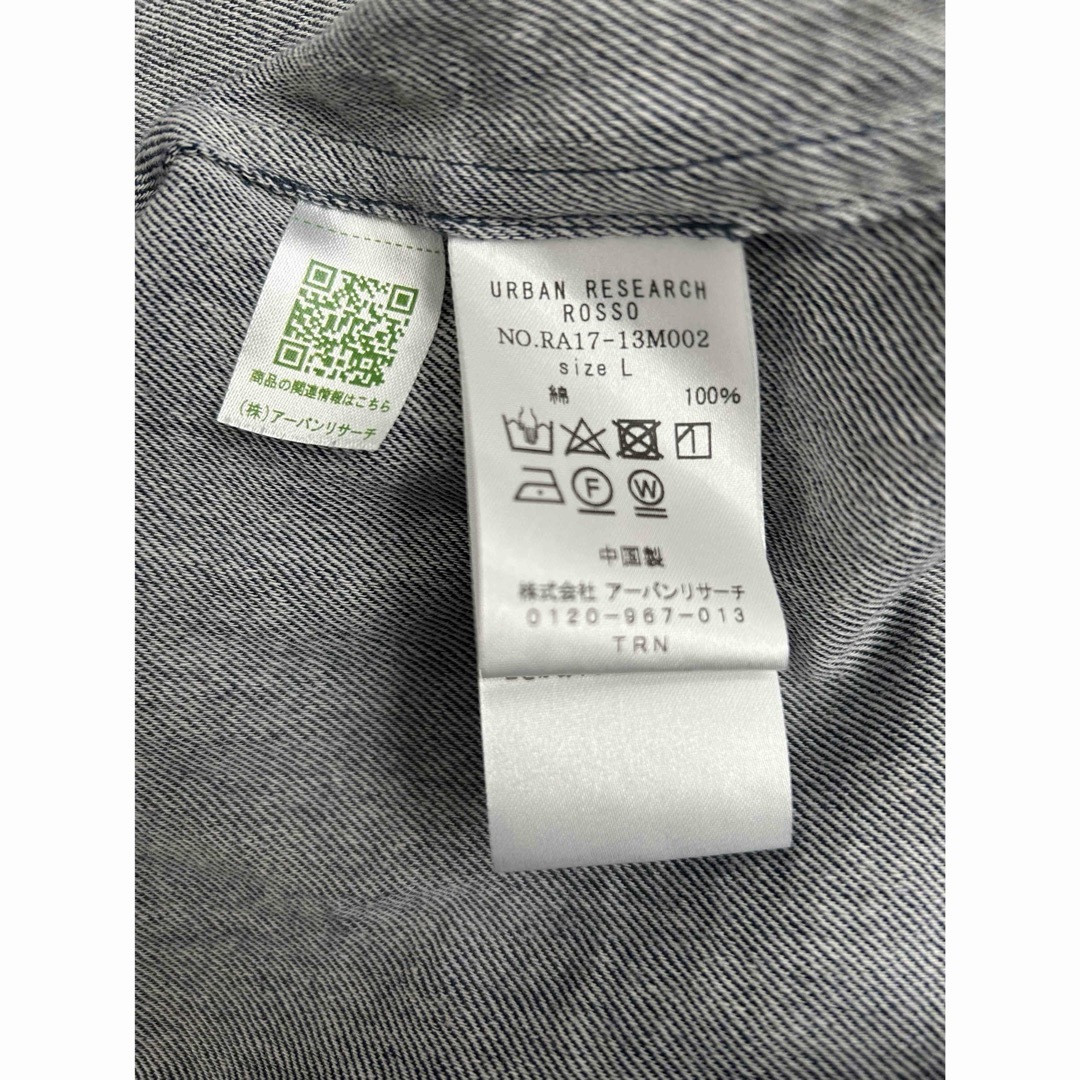 商品の関連情報はこちら
(株)アーバンリサーチ
URBAN RESEARCH
ROSSO
NO.RA17-13M002
size L
綿 100%
F W
中国製
株式会社 アーバンリサーチ
0120-967-013
TRN